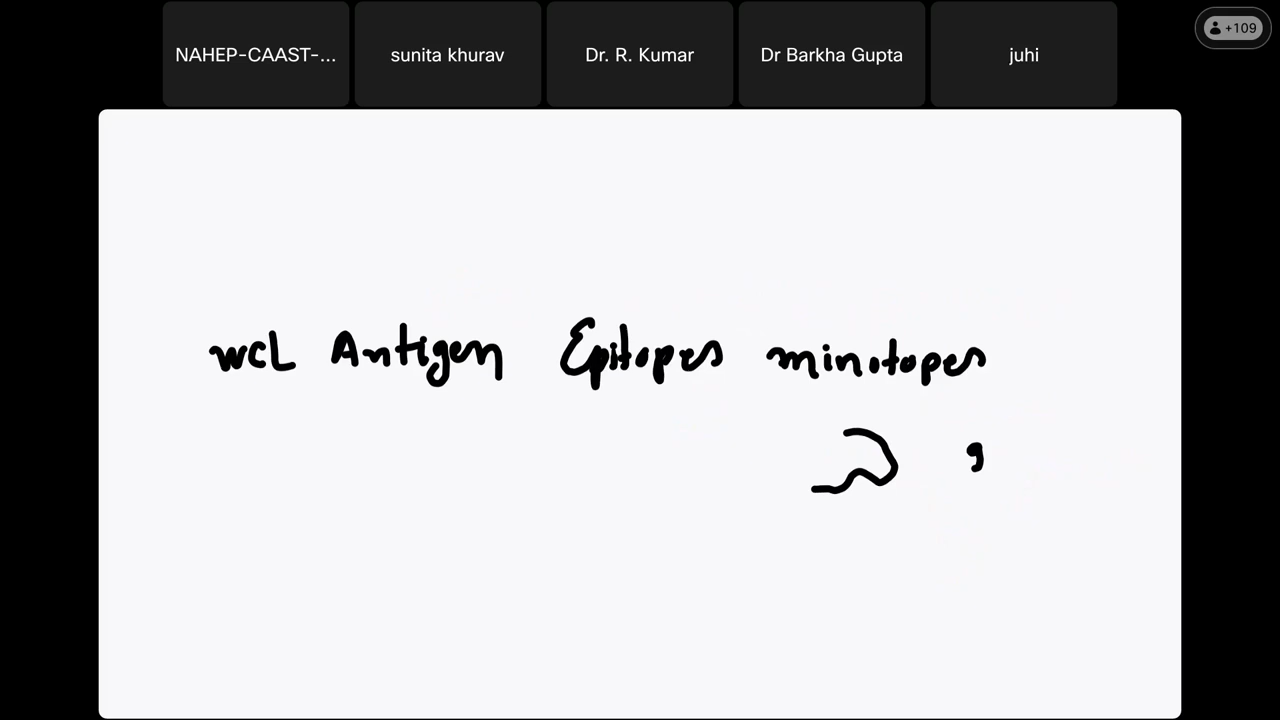 NAHEP-CAAST-... sunita khurav Dr. R. Kumar Dr Barkha Gupta juhi +109
wcL Antigen Epitopes minotopes